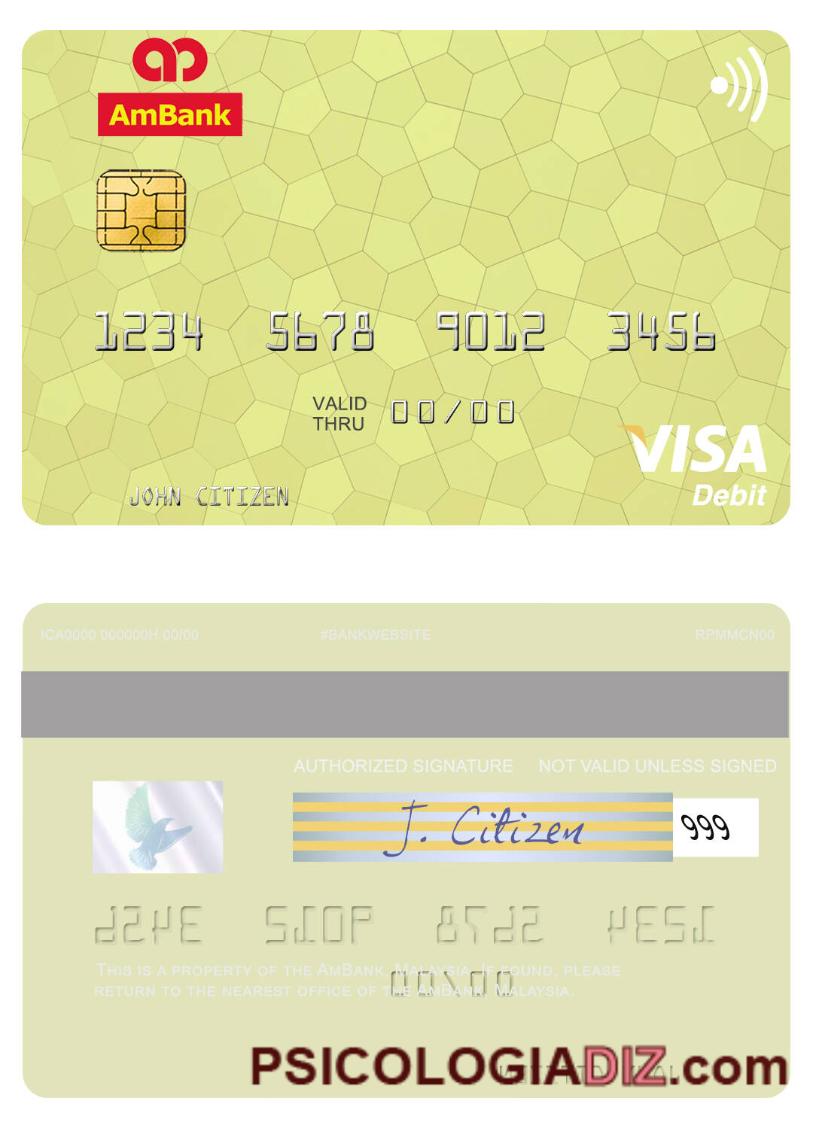 AmBank
1234 5678 9012 3456
VALID
THRU 00/00
VISA
Debit
JOHN CITIZEN
ICA0000 000000H 00/00 #BANKWEBSITE RPMMCN00
AUTHORIZED SIGNATURE NOT VALID UNLESS SIGNED
J. Citizen 999
THIS IS A PROPERTY OF THE AMBANK MALAYSIA. IF FOUND, PLEASE
RETURN TO THE NEAREST OFFICE OF THE AMBANK MALAYSIA.
PSICOLOGIADIZ.com